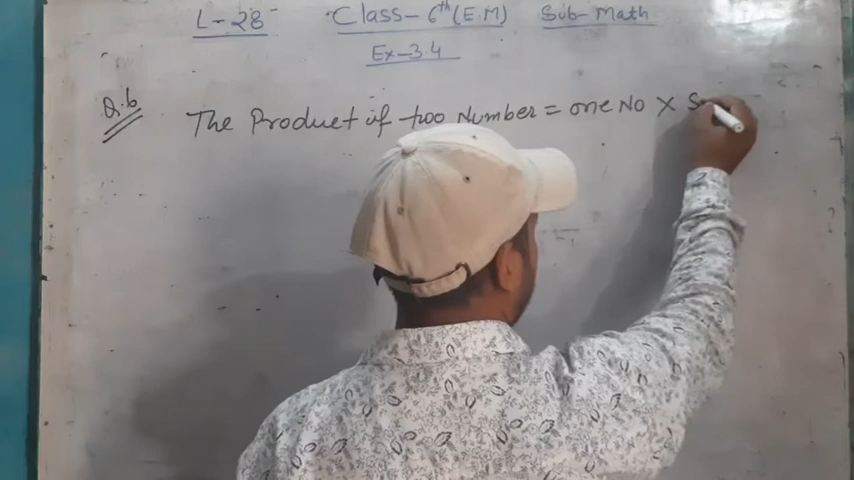 L-28 Class-6th (E.M) Sub-Math
Ex-3.4
Q.6 The Product of two Number = one No X